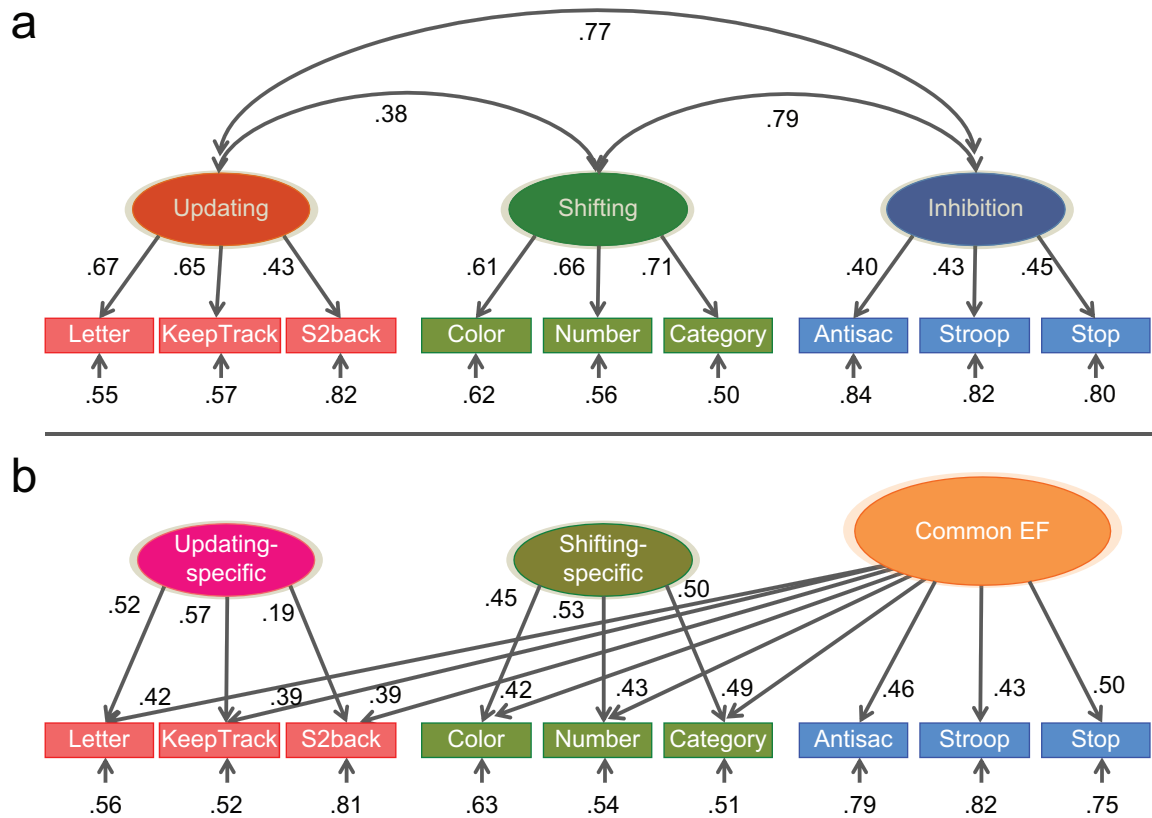 a
.77
.38
.79
Updating
Shifting
Inhibition
.67
.65
.43
.61
.66
.71
.40
.43
.45
Letter
KeepTrack
S2back
Color
Number
Category
Antisac
Stroop
Stop
.55
.57
.82
.62
.56
.50
.84
.82
.80
b
Updating-
specific
Shifting-
specific
Common EF
.52
.57
.19
.45
.53
.50
.42
.39
.39
.42
.43
.49
.46
.43
.50
Letter
KeepTrack
S2back
Color
Number
Category
Antisac
Stroop
Stop
.56
.52
.81
.63
.54
.51
.79
.82
.75